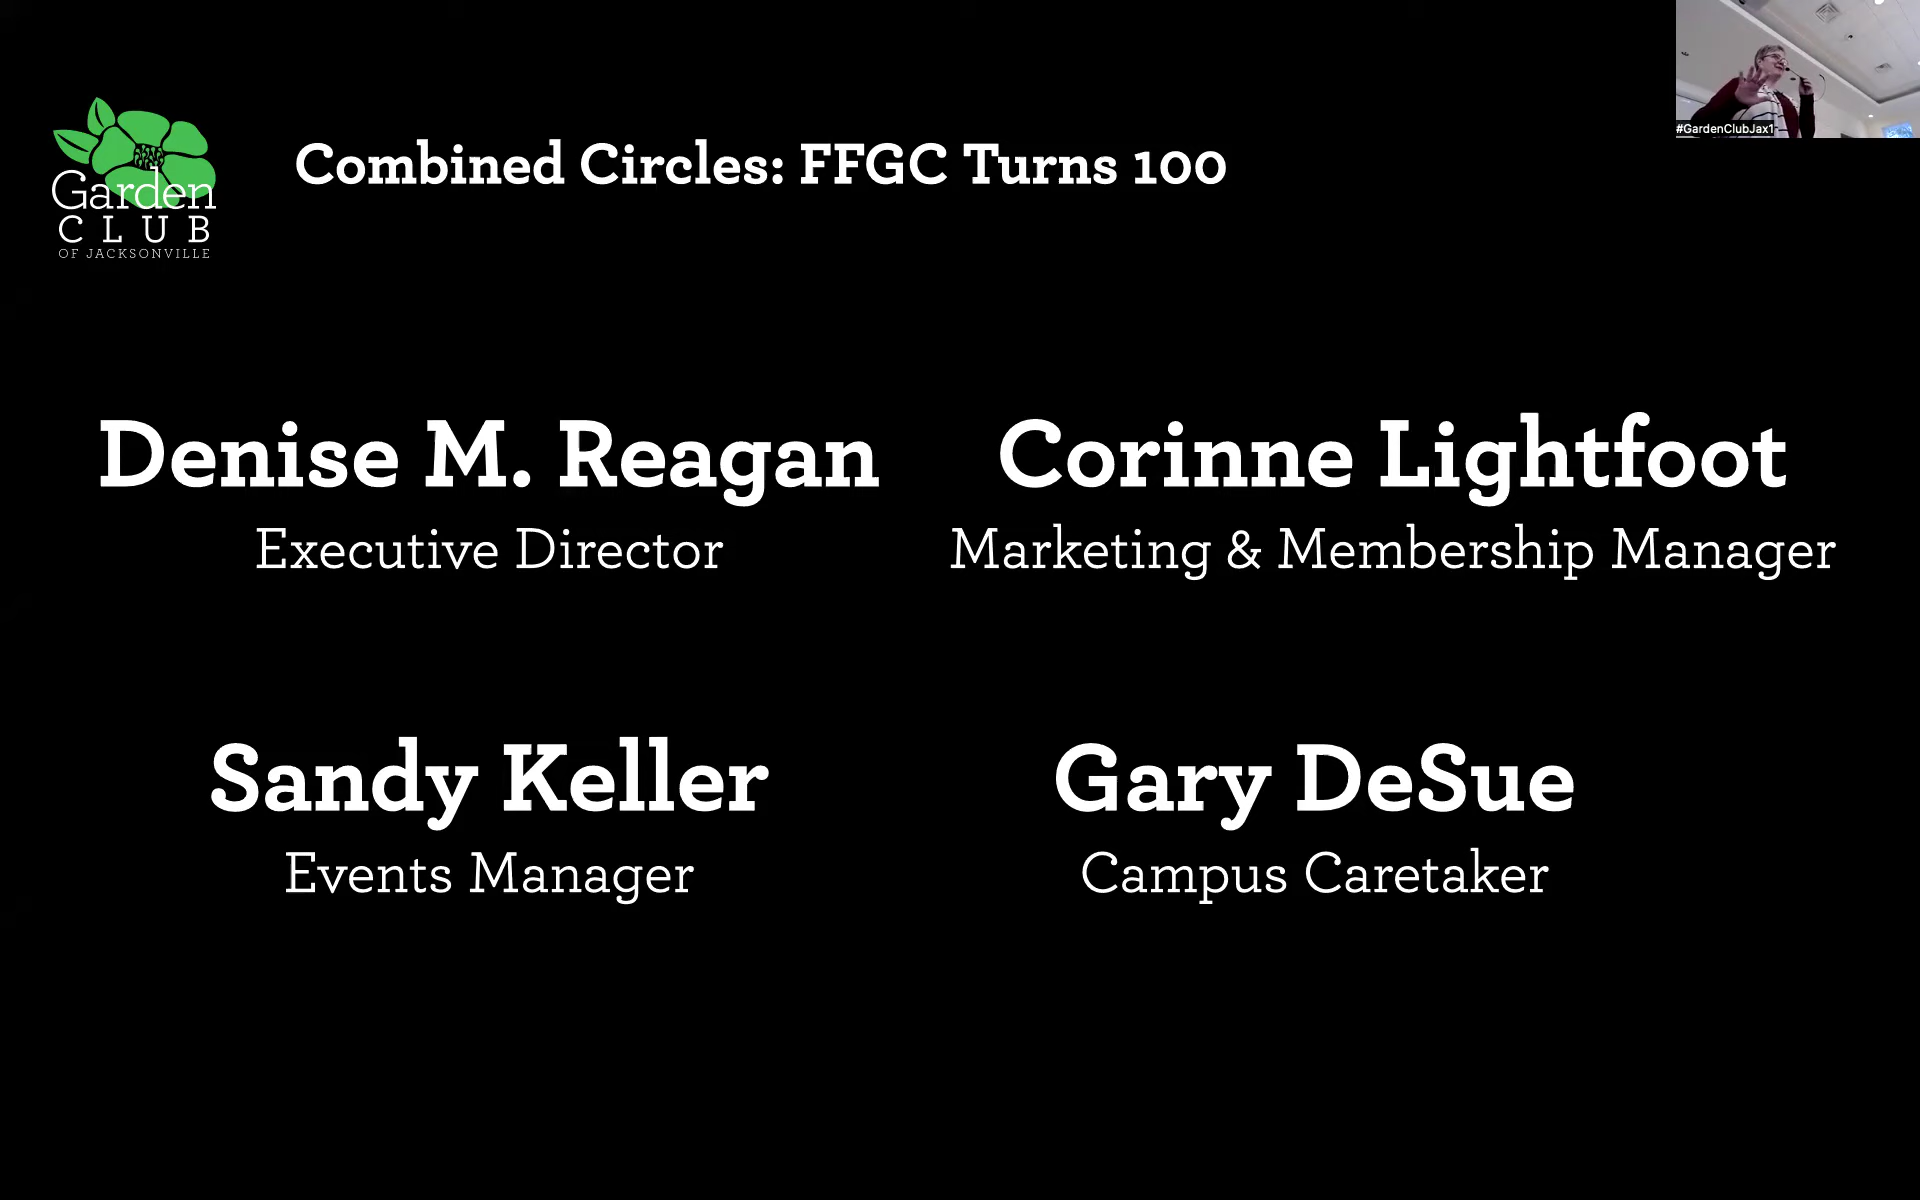 #GardenClubJax1
Garden
CLUB
OF JACKSONVILLE
Combined Circles: FFGC Turns 100
Denise M. Reagan
Executive Director
Corinne Lightfoot
Marketing & Membership Manager
Sandy Keller
Events Manager
Gary DeSue
Campus Caretaker